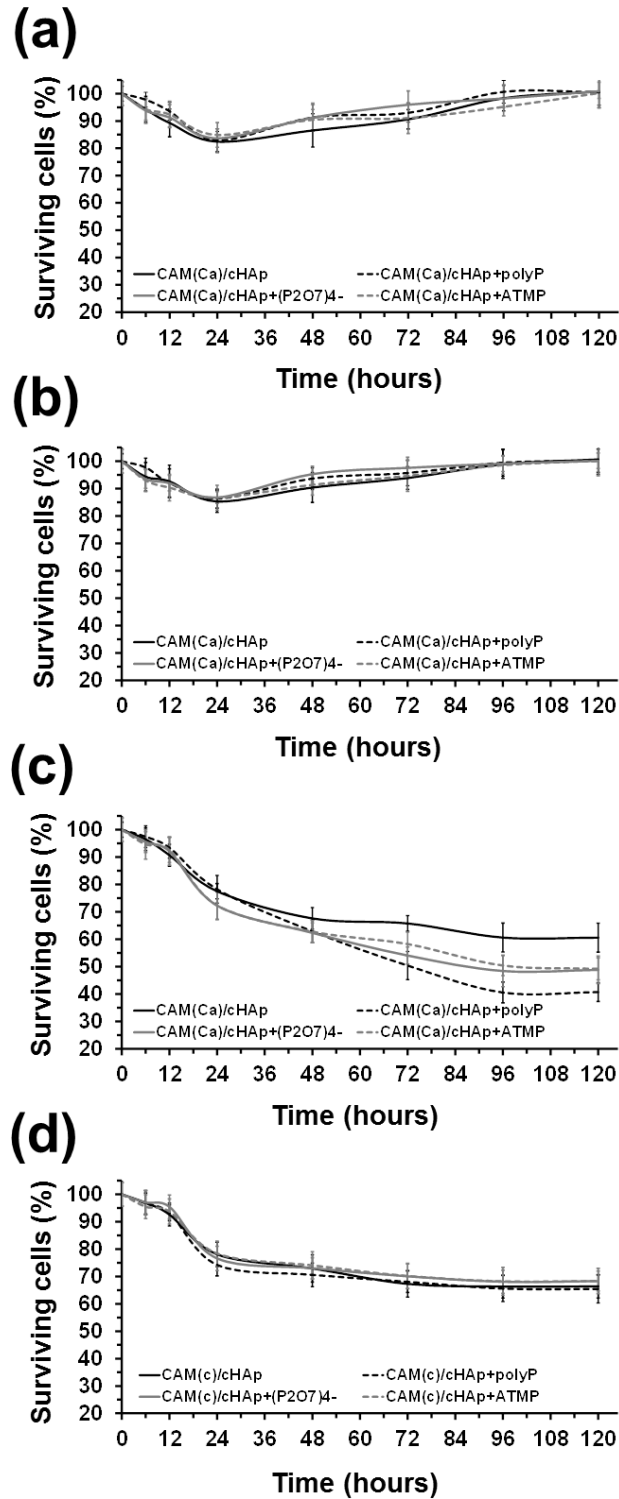 (a)
Surviving cells (%)
100
90
80
70
60
50
40
30
20
CAM(Ca)/cHAp
CAM(Ca)/cHAp+polyP
CAM(Ca)/cHAp+(P2O7)4-
CAM(Ca)/cHAp+ATMP
0 12 24 36 48 60 72 84 96 108 120
Time (hours)
(b)
Surviving cells (%)
100
90
80
70
60
50
40
30
20
CAM(Ca)/cHAp
CAM(Ca)/cHAp+polyP
CAM(Ca)/cHAp+(P2O7)4-
CAM(Ca)/cHAp+ATMP
0 12 24 36 48 60 72 84 96 108 120
Time (hours)
(c)
Surviving cells (%)
100
90
80
70
60
50
40
30
20
CAM(Ca)/cHAp
CAM(Ca)/cHAp+polyP
CAM(Ca)/cHAp+(P2O7)4-
CAM(Ca)/cHAp+ATMP
0 12 24 36 48 60 72 84 96 108 120
Time (hours)
(d)
Surviving cells (%)
100
90
80
70
60
50
40
30
20
CAM(c)/cHAp
CAM(c)/cHAp+polyP
CAM(c)/cHAp+(P2O7)4-
CAM(c)/cHAp+ATMP
0 12 24 36 48 60 72 84 96 108 120
Time (hours)